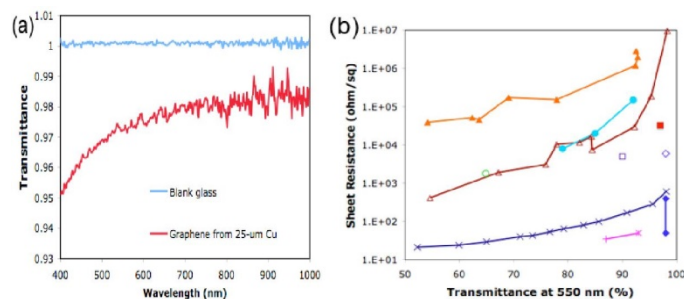 (a)
1.01
1
0.99
0.98
0.97
0.96
0.95
0.94
0.93
Transmittance
Blank glass
Graphene from 25-um Cu
400 500 600 700 800 900 1000
Wavelength (nm)
(b)
1.E+07
1.E+06
1.E+05
1.E+04
1.E+03
1.E+02
1.E+01
Sheet Resistance (ohm/sq)
50 60 70 80 90 100
Transmittance at 550 nm (%)